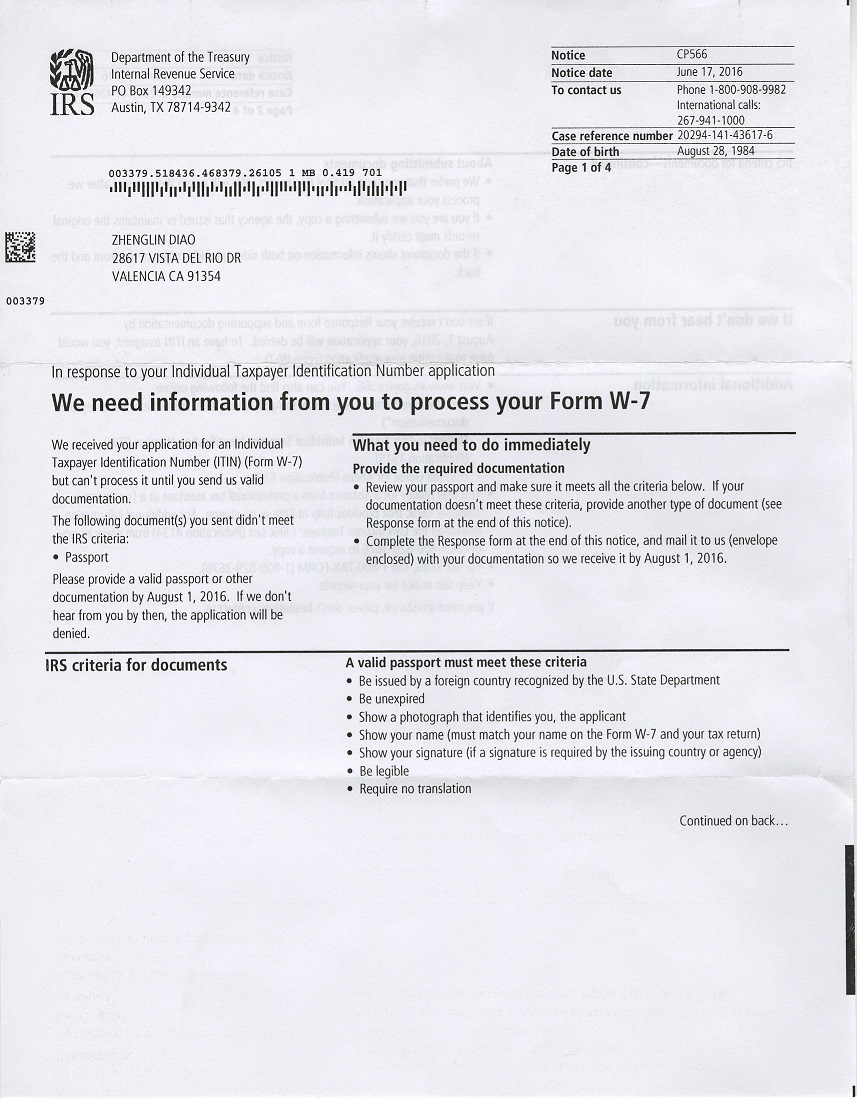 IRS
Department of the Treasury
Internal Revenue Service
PO Box 149342
Austin, TX 78714-9342
Notice CP566
Notice date June 17, 2016
To contact us Phone 1-800-908-9982
International calls:
267-941-1000
Case reference number 20294-141-43617-6
Date of birth August 28, 1984
Page 1 of 4
003379.518436.468379.26105 1 MB 0.419 701
ZHENGLIN DIAO
28617 VISTA DEL RIO DR
VALENCIA CA 91354
003379
In response to your Individual Taxpayer Identification Number application
We need information from you to process your Form W-7
We received your application for an Individual
Taxpayer Identification Number (ITIN) (Form W-7)
but can't process it until you send us valid
documentation.
The following document(s) you sent didn't meet
the IRS criteria:
• Passport
Please provide a valid passport or other
documentation by August 1, 2016. If we don't
hear from you by then, the application will be
denied.
What you need to do immediately
Provide the required documentation
• Review your passport and make sure it meets all the criteria below. If your
documentation doesn't meet these criteria, provide another type of document (see
Response form at the end of this notice).
• Complete the Response form at the end of this notice, and mail it to us (envelope
enclosed) with your documentation so we receive it by August 1, 2016.
IRS criteria for documents
A valid passport must meet these criteria
• Be issued by a foreign country recognized by the U.S. State Department
• Be unexpired
• Show a photograph that identifies you, the applicant
• Show your name (must match your name on the Form W-7 and your tax return)
• Show your signature (if a signature is required by the issuing country or agency)
• Be legible
• Require no translation
Continued on back...